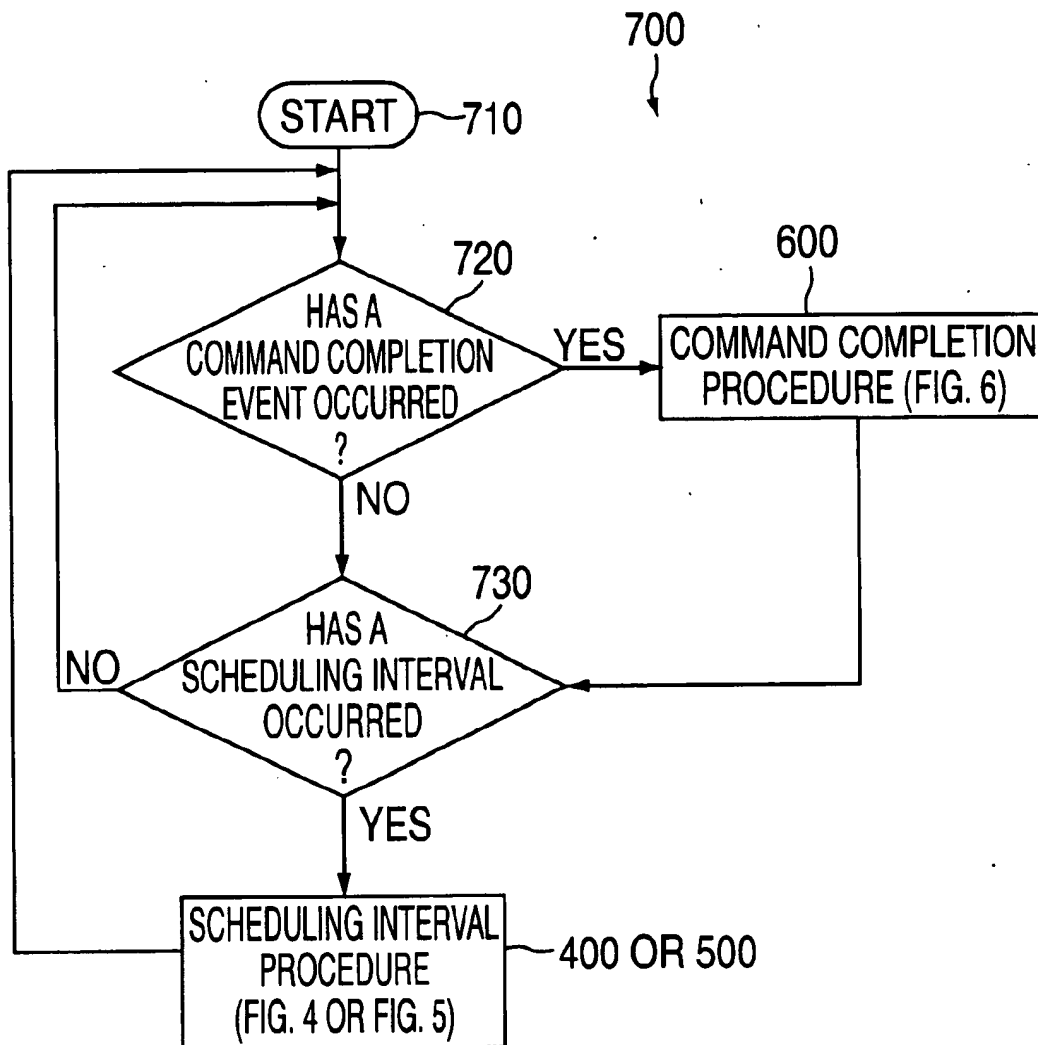 700
START
710
720
HAS A
COMMAND COMPLETION
EVENT OCCURRED
?
YES
600
COMMAND COMPLETION
PROCEDURE (FIG. 6)
NO
730
HAS A
SCHEDULING INTERVAL
OCCURRED
?
NO
YES
SCHEDULING INTERVAL
PROCEDURE
(FIG. 4 OR FIG. 5)
400 OR 500